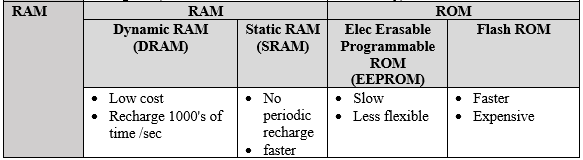 RAM
RAM
ROM
Dynamic RAM
(DRAM)
Static RAM
(SRAM)
Elec Erasable
Programmable
ROM
(EEPROM)
Flash ROM
• Low cost
• Recharge 1000's of
time /sec
• No
periodic
recharge
• faster
• Slow
• Less flexible
• Faster
• Expensive